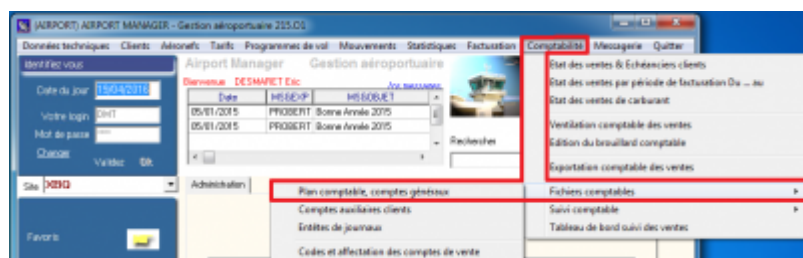 (AIRPORT) AIRPORT MANAGER - Gestion aéroportuaire 215.01
Données techniques Clients Aéronefs Tarifs Programmes de vol Mouvements Statistiques Facturation Comptabilité Messagerie Quitter
Identifiez vous
Airport Manager Gestion aéroportuaire
Bienvenue DESMARET Eric
Date du jour 15/04/2016
Votre login DMT
Mot de passe ****
Changer Valider Ok
Date MSGEXP MSGOBJET
05/01/2015 PROBERT Bonne Année 2015
05/01/2015 PROBERT Bonne Année 2015
Rechercher
Site
Administration
Favoris
Etat des ventes & Echéanciers clients
Etat des ventes par période de facturation Du ... au
Etat des ventes de carburant
Ventilation comptable des ventes
Edition du brouillard comptable
Exportation comptable des ventes
Fichiers comptables
Suivi comptable
Tableau de bord suivi des ventes
Plan comptable, comptes généraux
Comptes auxiliaires clients
Entêtes de journaux
Codes et affectation des comptes de vente